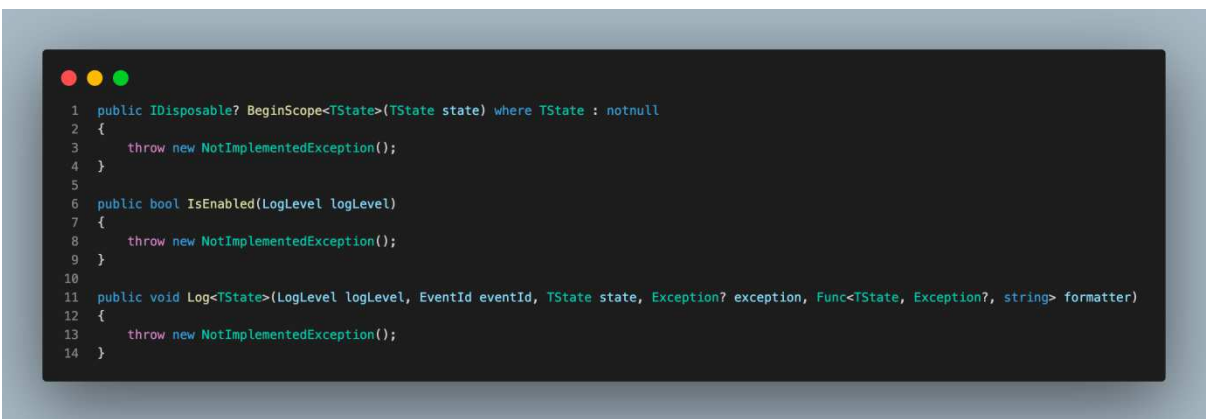 1 public IDisposable? BeginScope<TState>(TState state) where TState : notnull
2 {
3     throw new NotImplementedException();
4 }
5
6 public bool IsEnabled(LogLevel logLevel)
7 {
8     throw new NotImplementedException();
9 }
10
11 public void Log<TState>(LogLevel logLevel, EventId eventId, TState state, Exception? exception, Func<TState, Exception?, string> formatter)
12 {
13     throw new NotImplementedException();
14 }